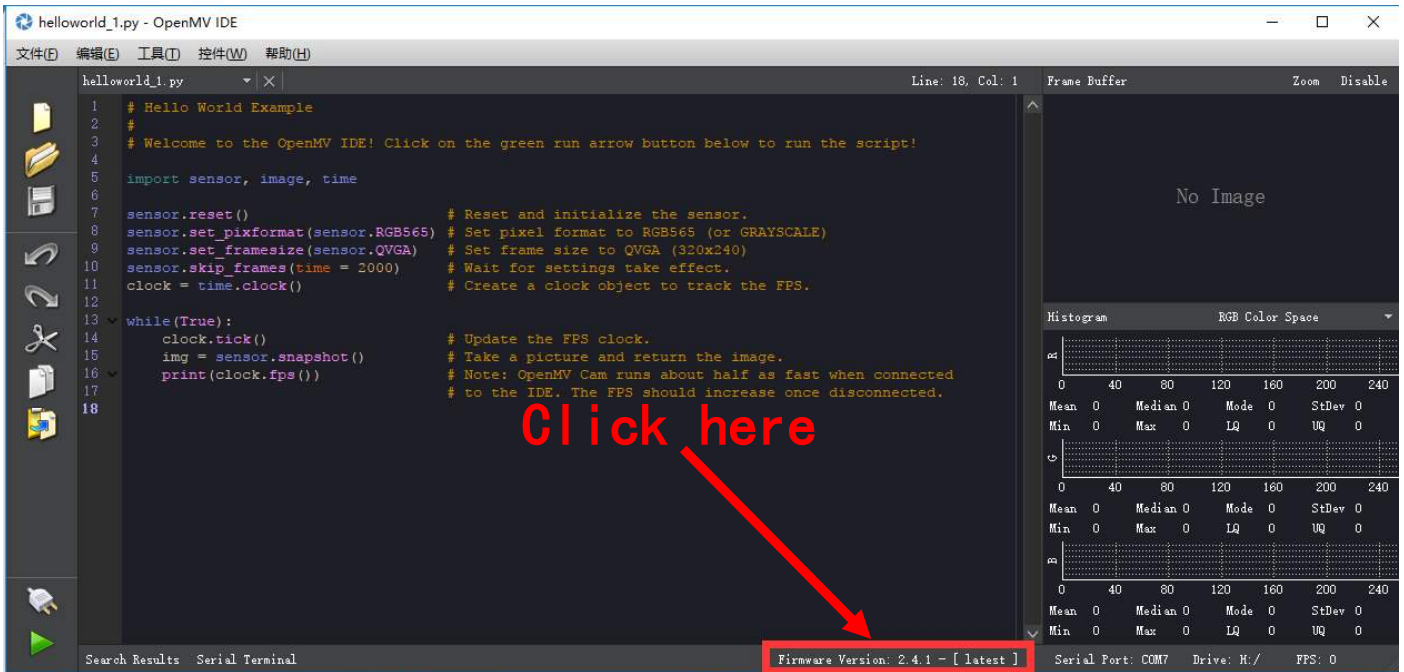 helloworld_1.py - OpenMV IDE
文件(F) 编辑(E) 工具(T) 控件(W) 帮助(H)
helloworld_1.py Line: 18, Col: 1 Frame Buffer Zoom Disable
1 # Hello World Example
2 #
3 # Welcome to the OpenMV IDE! Click on the green run arrow button below to run the script!
4
5 import sensor, image, time
6
7 sensor.reset() # Reset and initialize the sensor.
8 sensor.set_pixformat(sensor.RGB565) # Set pixel format to RGB565 (or GRAYSCALE)
9 sensor.set_framesize(sensor.QVGA) # Set frame size to QVGA (320x240)
10 sensor.skip_frames(time = 2000) # Wait for settings take effect.
11 clock = time.clock() # Create a clock object to track the FPS.
12
13 while(True):
14 clock.tick() # Update the FPS clock.
15 img = sensor.snapshot() # Take a picture and return the image.
16 print(clock.fps()) # Note: OpenMV Cam runs about half as fast when connected
17 # to the IDE. The FPS should increase once disconnected.
18
Click here
No Image
Histogram RGB Color Space
R
0 40 80 120 160 200 240
Mean 0 Median 0 Mode 0 StDev 0
Min 0 Max 0 LQ 0 UQ 0
G
0 40 80 120 160 200 240
Mean 0 Median 0 Mode 0 StDev 0
Min 0 Max 0 LQ 0 UQ 0
B
0 40 80 120 160 200 240
Mean 0 Median 0 Mode 0 StDev 0
Min 0 Max 0 LQ 0 UQ 0
Search Results Serial Terminal Firmware Version: 2.4.1 - [ latest ] Serial Port: COM7 Drive: H:/ FPS: 0